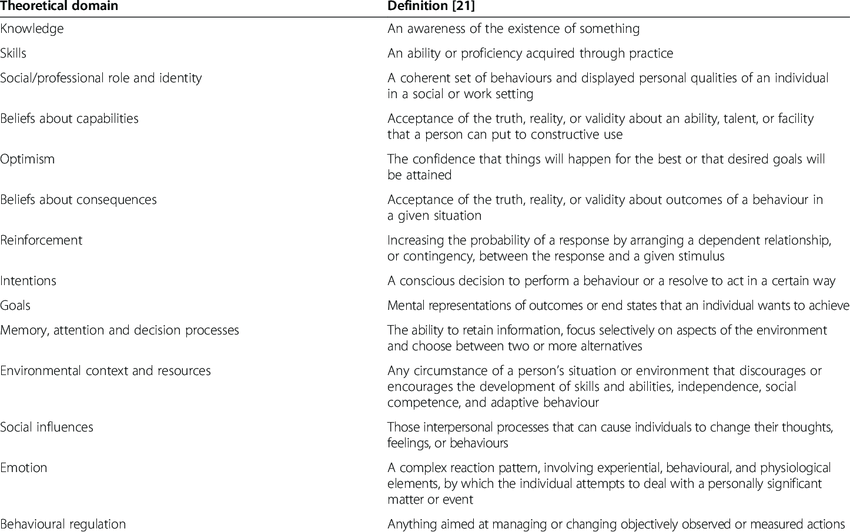 Theoretical domain Definition [21]
Knowledge An awareness of the existence of something
Skills An ability or proficiency acquired through practice
Social/professional role and identity A coherent set of behaviours and displayed personal qualities of an individual
in a social or work setting
Beliefs about capabilities Acceptance of the truth, reality, or validity about an ability, talent, or facility
that a person can put to constructive use
Optimism The confidence that things will happen for the best or that desired goals will
be attained
Beliefs about consequences Acceptance of the truth, reality, or validity about outcomes of a behaviour in
a given situation
Reinforcement Increasing the probability of a response by arranging a dependent relationship,
or contingency, between the response and a given stimulus
Intentions A conscious decision to perform a behaviour or a resolve to act in a certain way
Goals Mental representations of outcomes or end states that an individual wants to achieve
Memory, attention and decision processes The ability to retain information, focus selectively on aspects of the environment
and choose between two or more alternatives
Environmental context and resources Any circumstance of a person's situation or environment that discourages or
encourages the development of skills and abilities, independence, social
competence, and adaptive behaviour
Social influences Those interpersonal processes that can cause individuals to change their thoughts,
feelings, or behaviours
Emotion A complex reaction pattern, involving experiential, behavioural, and physiological
elements, by which the individual attempts to deal with a personally significant
matter or event
Behavioural regulation Anything aimed at managing or changing objectively observed or measured actions